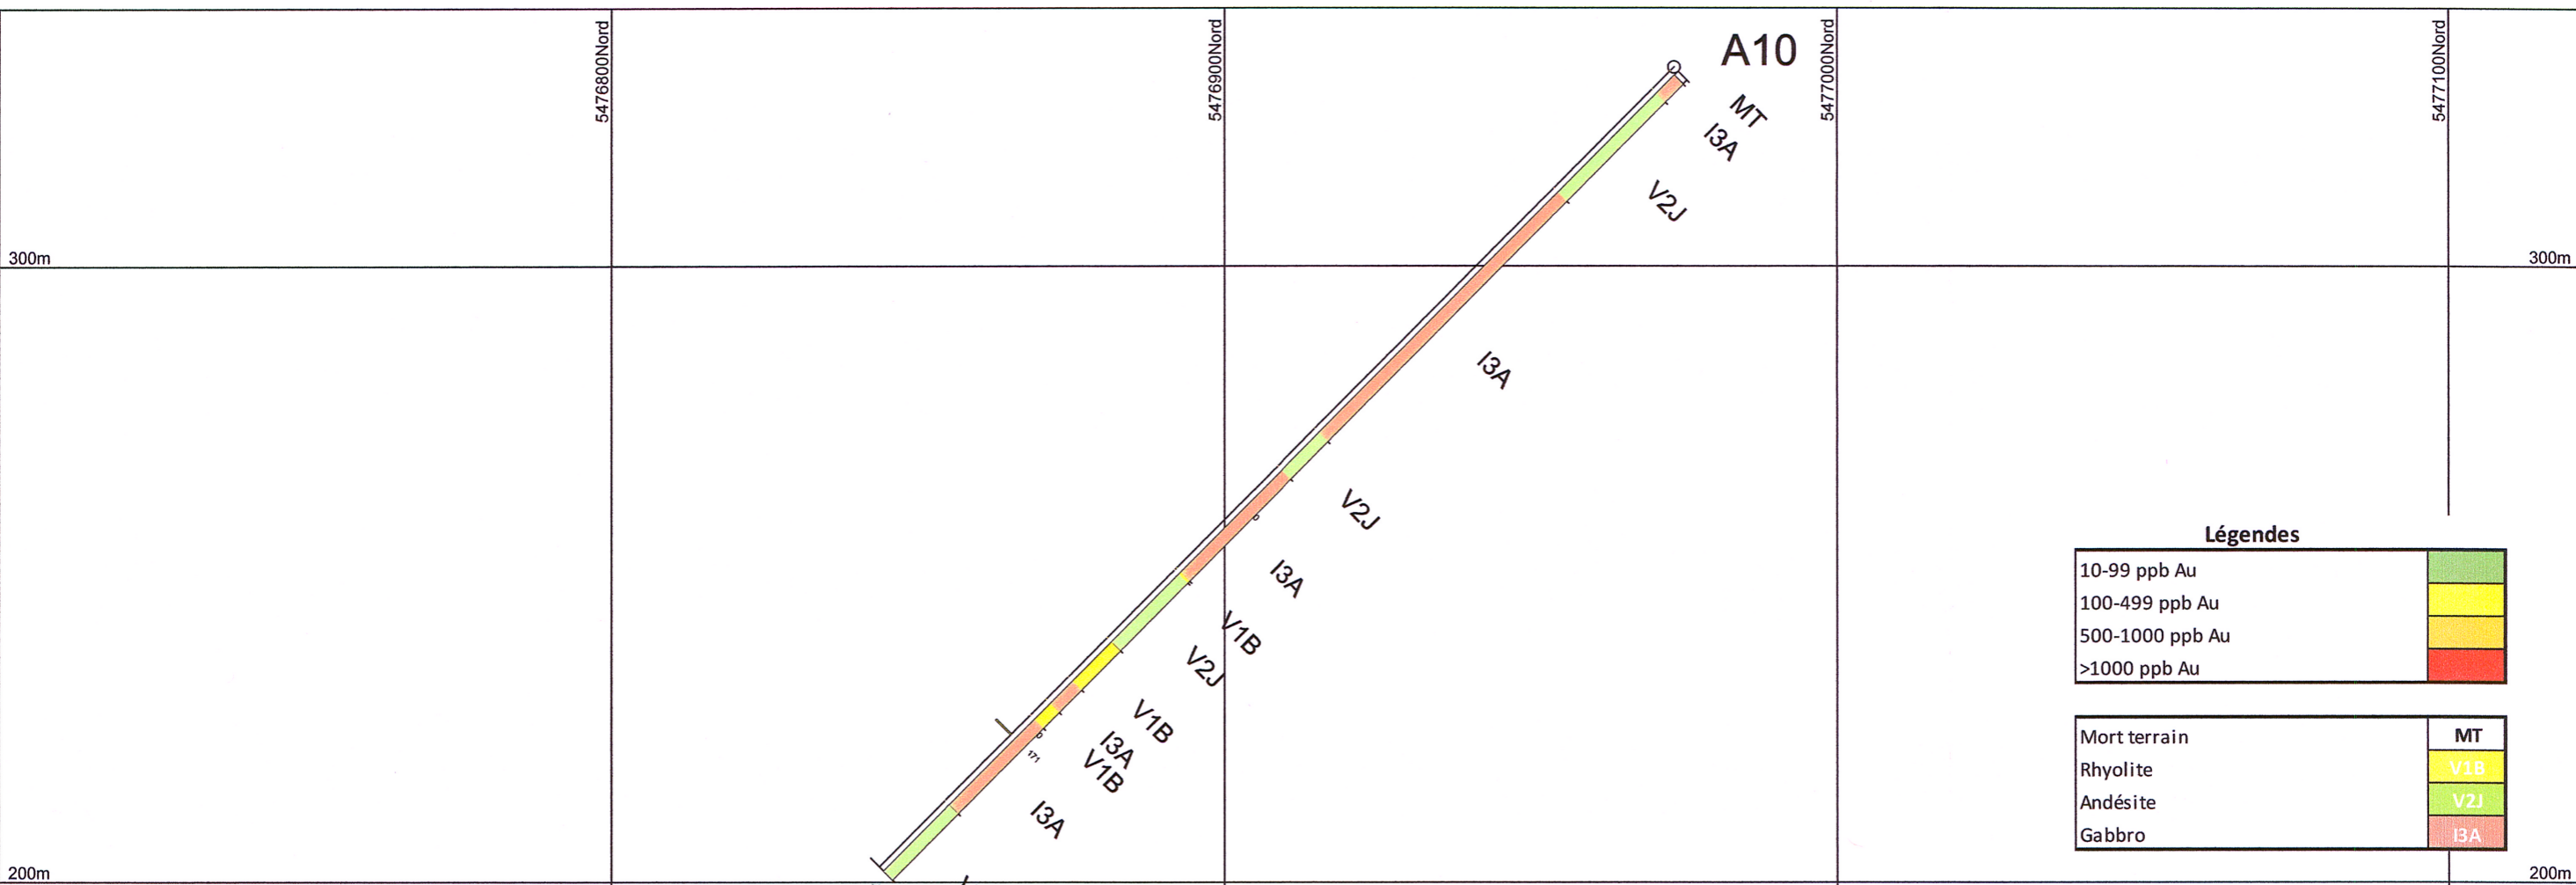 5476800Nord
5476900Nord
5477000Nord
5477100Nord
A10
MT
I3A
V2J
300m
300m
I3A
V2J
I3A
V1B
V2J
V1B
I3A
V1B
171
I3A
200m
200m
Légendes
10-99 ppb Au
100-499 ppb Au
500-1000 ppb Au
>1000 ppb Au
Mort terrain MT
Rhyolite V1B
Andésite V2J
Gabbro I3A